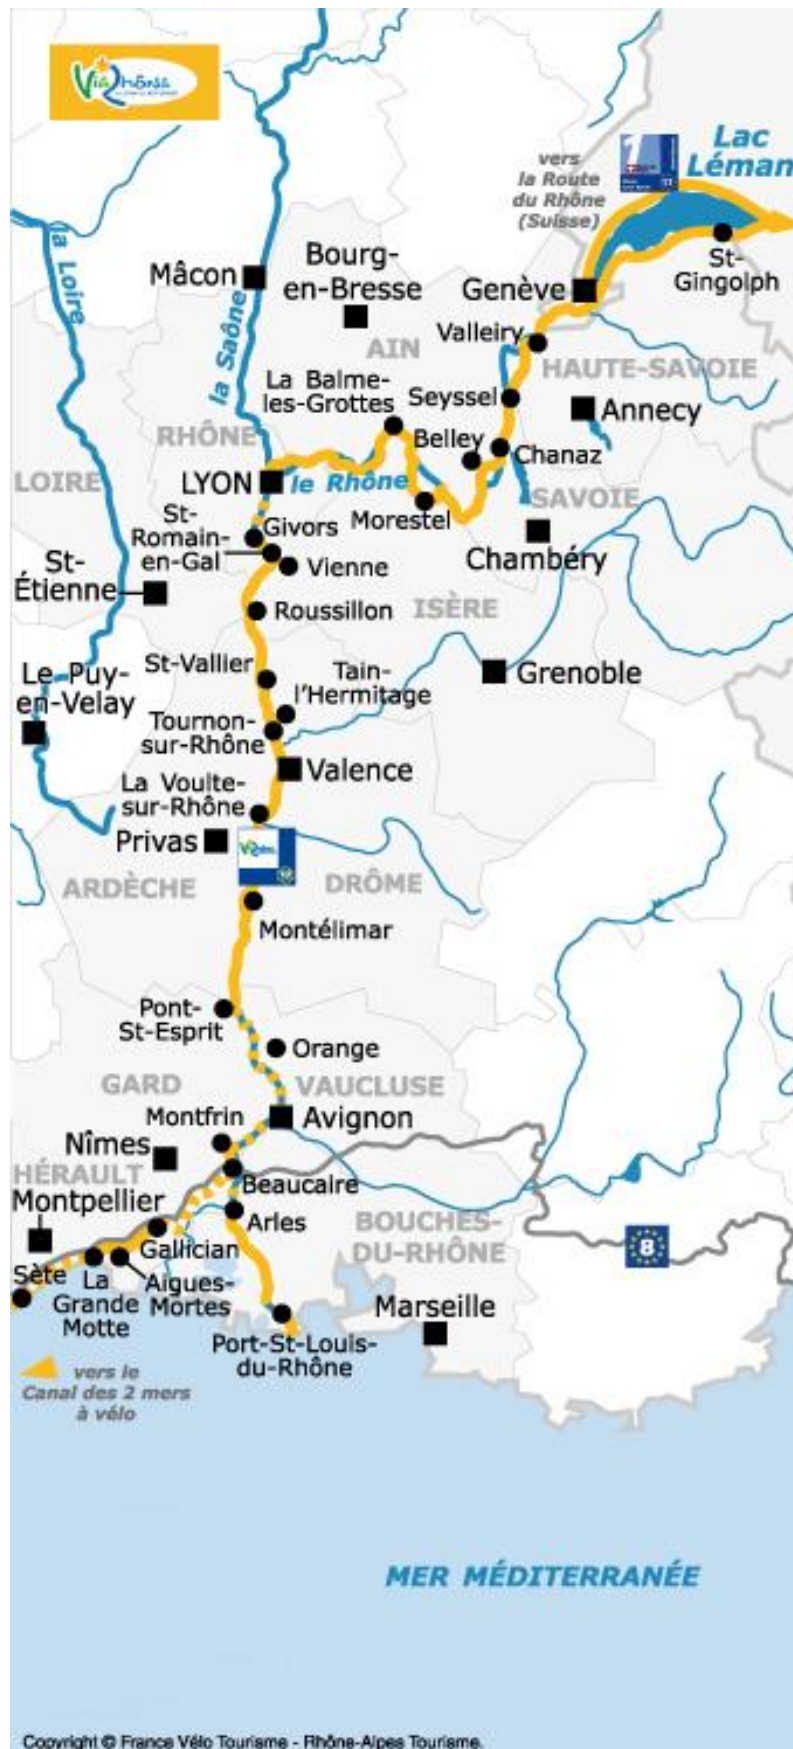 ViaRhôna
Lac
Léman
vers
la Route
du Rhône
(Suisse)
1
St-
Gingolph
la Loire
Mâcon
Bourg-
en-Bresse
Genève
la Saône
Valleiry
AIN
HAUTE-SAVOIE
La Balme-
les-Grottes
Seyssel
Annecy
RHÔNE
Belley
Chanaz
LOIRE
LYON
le Rhône
SAVOIE
Morestel
St-
Romain-
en-Gal
Givors
Chambéry
Vienne
St-
Étienne
Roussillon
ISÈRE
St-Vallier
Tain-
l'Hermitage
Grenoble
Le Puy-
en-Velay
Tournon-
sur-Rhône
Valence
La Voulte-
sur-Rhône
Privas
ARDÈCHE
DRÔME
Montélimar
Pont-
St-Esprit
Orange
GARD
VAUCLUSE
Montfrin
Avignon
Nîmes
HÉRAULT
Beaucaire
Montpellier
Arles
BOUCHES-
DU-RHÔNE
8
Gallician
Sète
La
Grande
Motte
Aigues-
Mortes
Marseille
Port-St-Louis-
du-Rhône
vers le
Canal des 2 mers
à vélo
MER MÉDITERRANÉE
Copyright © France Vélo Tourisme - Rhône-Alpes Tourisme.